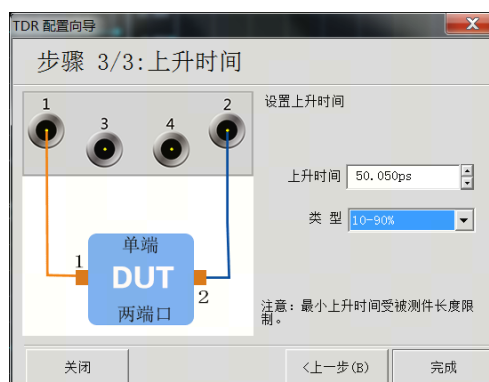 TDR 配置向导
步骤 3/3:上升时间
1
3
4
2
设置上升时间
上升时间 50.050ps
类 型 10-90%
单端
1
DUT
2
两端口
注意: 最小上升时间受被测件长度限
制。
关闭
<上一步(B)
完成